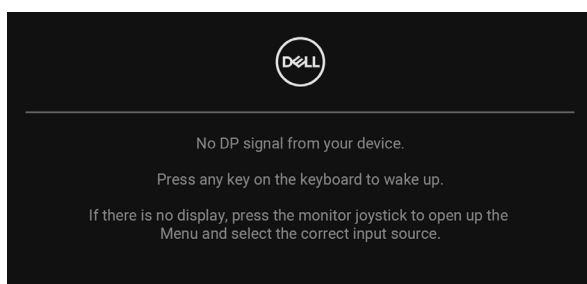 DELL
No DP signal from your device.
Press any key on the keyboard to wake up.
If there is no display, press the monitor joystick to open up the
Menu and select the correct input source.